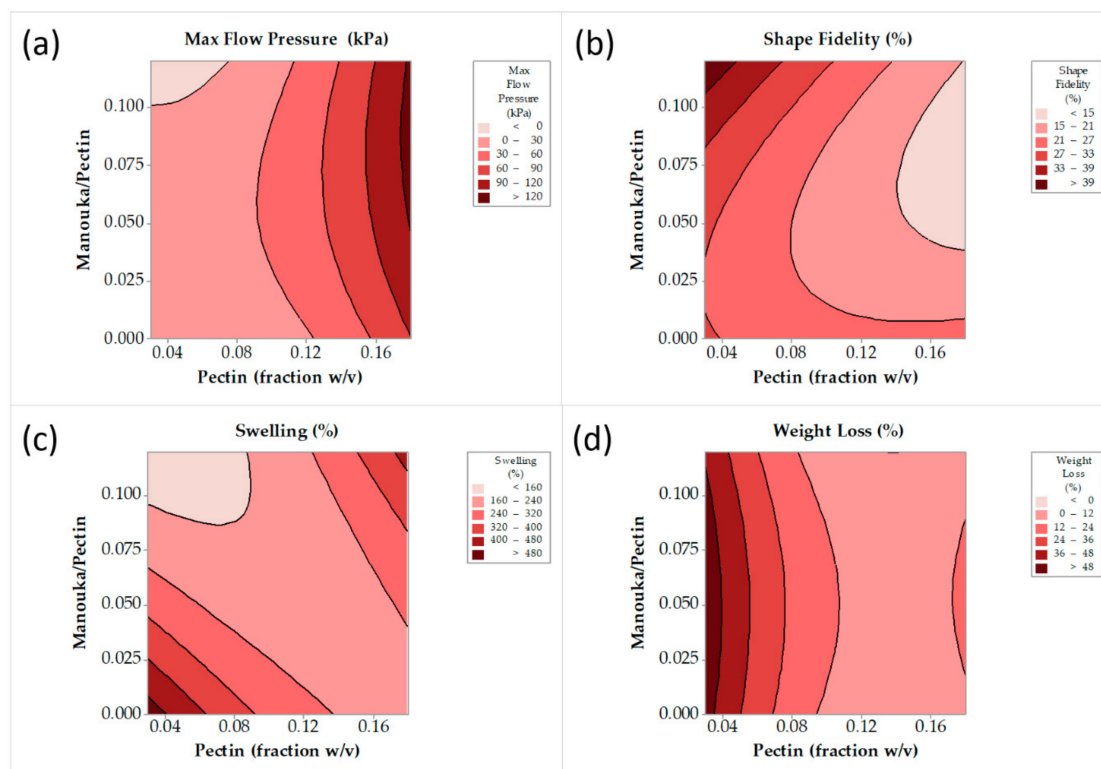 (a)
Max Flow Pressure (kPa)
Max
Flow
Pressure
(kPa)
< 0
0 – 30
30 – 60
60 – 90
90 – 120
> 120
0.100
0.075
0.050
0.025
0.000
Manouka/Pectin
0.04 0.08 0.12 0.16
Pectin (fraction w/v)
(b)
Shape Fidelity (%)
Shape
Fidelity
(%)
< 15
15 – 21
21 – 27
27 – 33
33 – 39
> 39
0.100
0.075
0.050
0.025
0.000
Manouka/Pectin
0.04 0.08 0.12 0.16
Pectin (fraction w/v)
(c)
Swelling (%)
Swelling
(%)
< 160
160 – 240
240 – 320
320 – 400
400 – 480
> 480
0.100
0.075
0.050
0.025
0.000
Manouka/Pectin
0.04 0.08 0.12 0.16
Pectin (fraction w/v)
(d)
Weight Loss (%)
Weight
Loss
(%)
< 0
0 – 12
12 – 24
24 – 36
36 – 48
> 48
0.100
0.075
0.050
0.025
0.000
Manouka/Pectin
0.04 0.08 0.12 0.16
Pectin (fraction w/v)